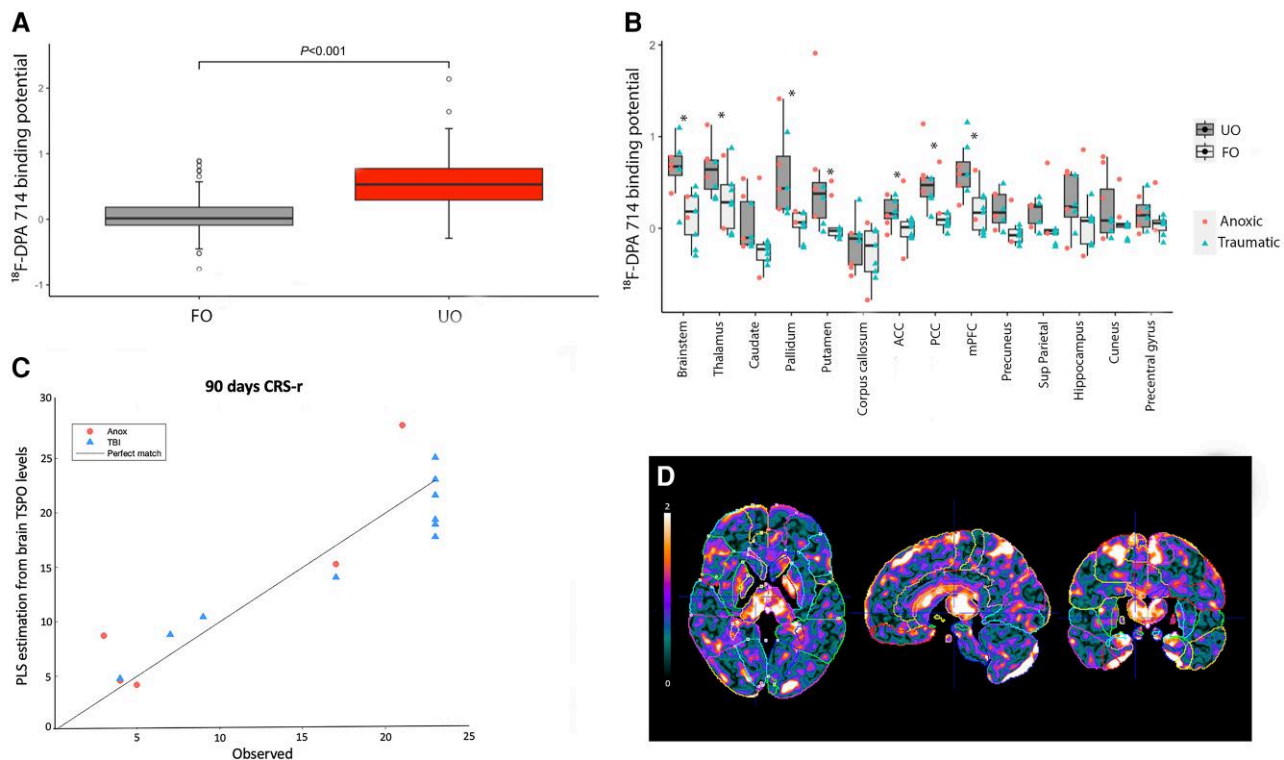 A
¹⁸F-DPA 714 binding potential
2
1
0
-1
P<0.001
FO
UO
B
¹⁸F-DPA 714 binding potential
2
1
0
*
*
*
*
*
*
*
Brainstem
Thalamus
Caudate
Pallidum
Putamen
Corpus callosum
ACC
PCC
mPFC
Precuneus
Sup Parietal
Hippocampus
Cuneus
Precentral gyrus
UO
FO
Anoxic
Traumatic
C
90 days CRS-r
PLS estimation from brain TSPO levels
30
25
20
15
10
5
0
Anox
TBI
Perfect match
5
10
15
20
25
Observed
D
2
0